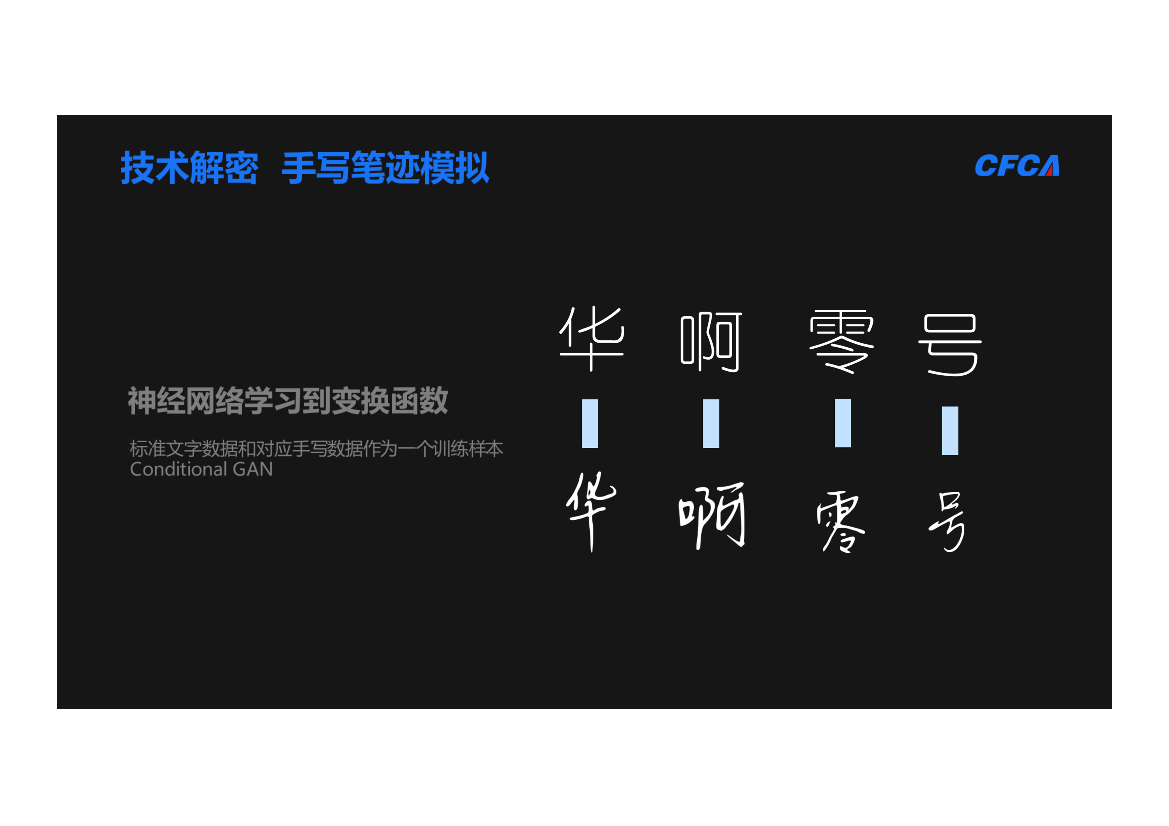 技术解密 手写笔迹模拟
CFCA
华 啊 零 号
神经网络学习到变换函数
标准文字数据和对应手写数据作为一个训练样本
Conditional GAN
华 啊 零 号